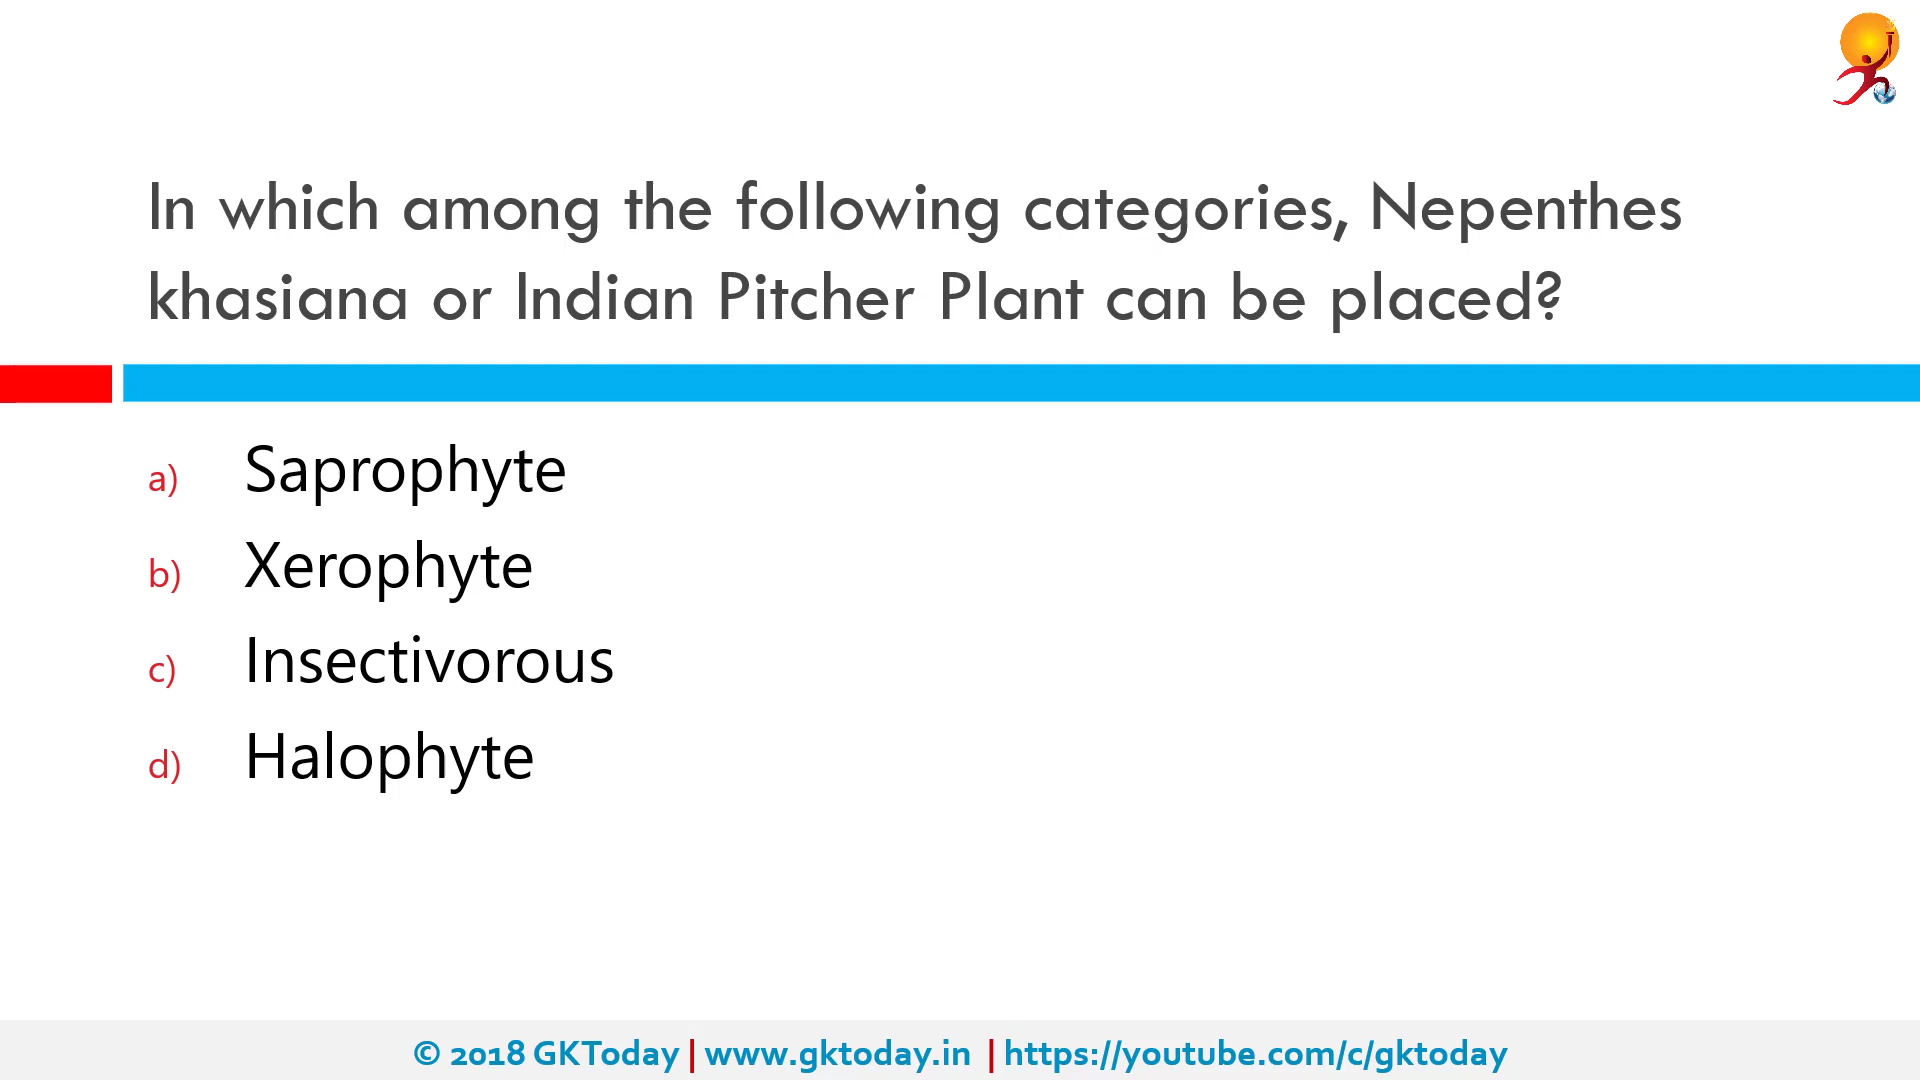 In which among the following categories, Nepenthes
khasiana or Indian Pitcher Plant can be placed?
a) Saprophyte
b) Xerophyte
c) Insectivorous
d) Halophyte
© 2018 GKToday | www.gktoday.in | https://youtube.com/c/gktoday